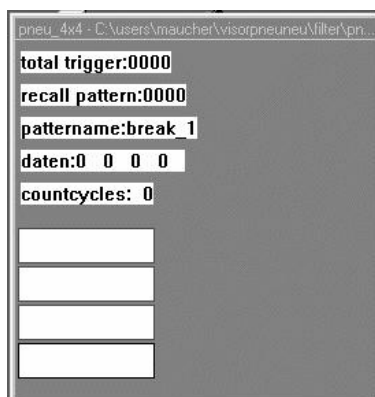 pneu_4x4 - C:\users\maucher\visorpneuneu\filter\pn...
total trigger:0000
recall pattern:0000
pattername:break_1
daten:0 0 0 0
countcycles: 0